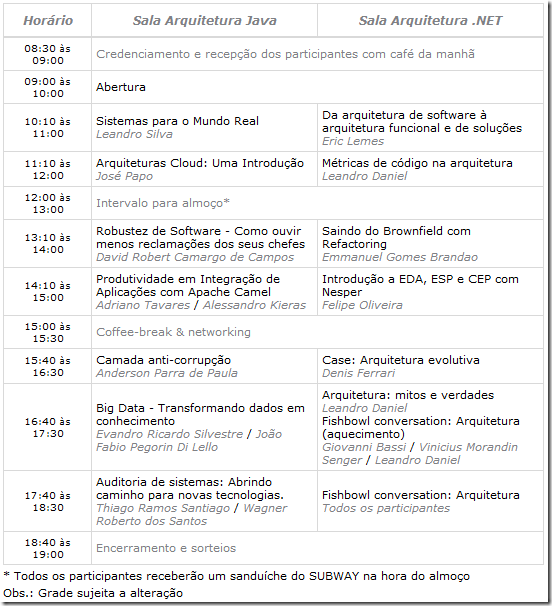 Horário Sala Arquitetura Java Sala Arquitetura .NET
08:30 às
09:00
Credenciamento e recepção dos participantes com café da manhã
09:00 às
10:00
Abertura
10:10 às
11:00
Sistemas para o Mundo Real
Leandro Silva
Da arquitetura de software à
arquitetura funcional e de soluções
Eric Lemes
11:10 às
12:00
Arquiteturas Cloud: Uma Introdução
José Papo
Métricas de código na arquitetura
Leandro Daniel
12:00 às
13:00
Intervalo para almoço*
13:10 às
14:00
Robustez de Software - Como ouvir
menos reclamações dos seus chefes
David Robert Camargo de Campos
Saindo do Brownfield com
Refactoring
Emmanuel Gomes Brandao
14:10 às
15:00
Produtividade em Integração de
Aplicações com Apache Camel
Adriano Tavares / Alessandro Kieras
Introdução a EDA, ESP e CEP com
Nesper
Felipe Oliveira
15:00 às
15:30
Coffee-break & networking
15:40 às
16:30
Camada anti-corrupção
Anderson Parra de Paula
Case: Arquitetura evolutiva
Denis Ferrari
16:40 às
17:30
Big Data - Transformando dados em
conhecimento
Evandro Ricardo Silvestre / João
Fabio Pegorin Di Lello
Arquitetura: mitos e verdades
Leandro Daniel
Fishbowl conversation: Arquitetura
(aquecimento)
Giovanni Bassi / Vinicius Morandin
Senger / Leandro Daniel
17:40 às
18:30
Auditoria de sistemas: Abrindo
caminho para novas tecnologias.
Thiago Ramos Santiago / Wagner
Roberto dos Santos
Fishbowl conversation: Arquitetura
Todos os participantes
18:40 às
19:00
Encerramento e sorteios
* Todos os participantes receberão um sanduíche do SUBWAY na hora do almoço
Obs.: Grade sujeita a alteração